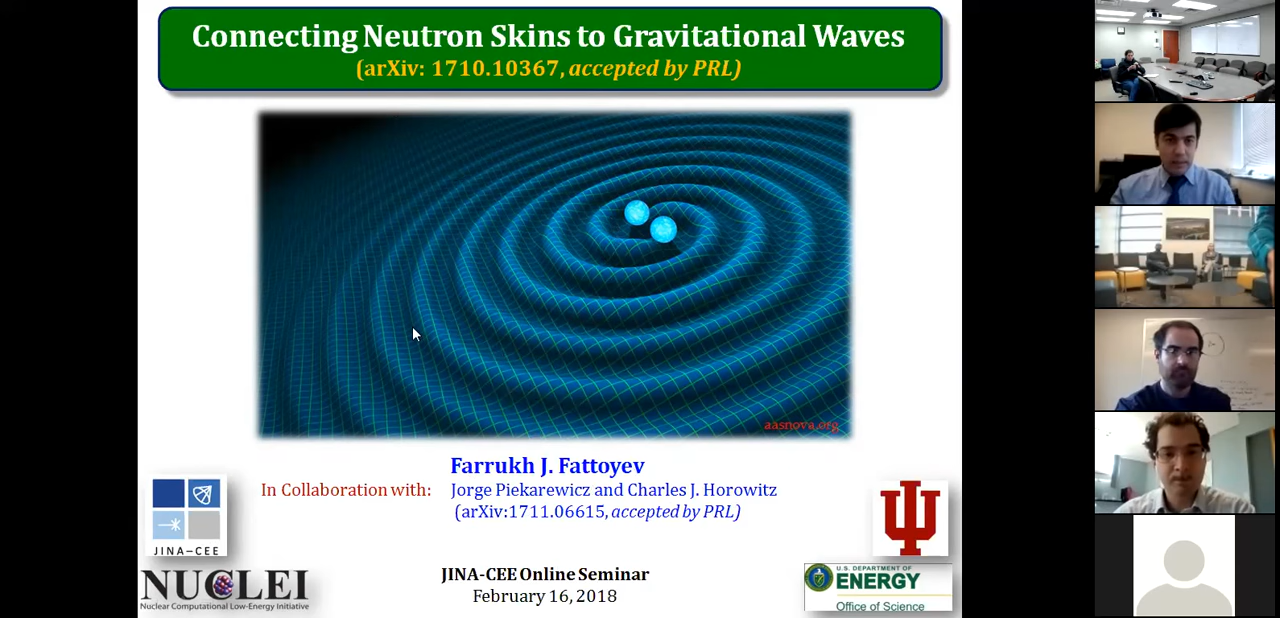 Connecting Neutron Skins to Gravitational Waves
(arXiv: 1710.10367, accepted by PRL)
aasnova.org
Farrukh J. Fattoyev
In Collaboration with: Jorge Piekarewicz and Charles J. Horowitz
(arXiv:1711.06615, accepted by PRL)
JINA-CEE
NUCLEI
Nuclear Computational Low-Energy Initiative
JINA-CEE Online Seminar
February 16, 2018
U.S. DEPARTMENT OF
ENERGY
Office of Science